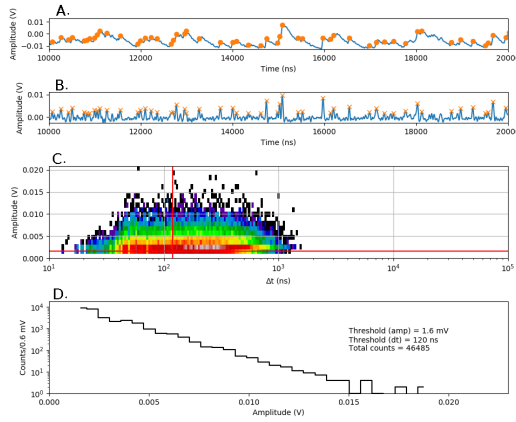 A.
Amplitude (V)
0.01
0.00
−0.01
10000 12000 14000 16000 18000 20000
Time (ns)
B.
Amplitude (V)
0.01
0.00
10000 12000 14000 16000 18000 20000
Time (ns)
C.
Amplitude (V)
0.020
0.015
0.010
0.005
0.000
10¹ 10² 10³ 10⁴ 10⁵
Δt (ns)
D.
Counts/0.6 mV
10⁴
10³
10²
10¹
10⁰
Threshold (amp) = 1.6 mV
Threshold (dt) = 120 ns
Total counts = 46485
0.000 0.005 0.010 0.015 0.020
Amplitude (V)